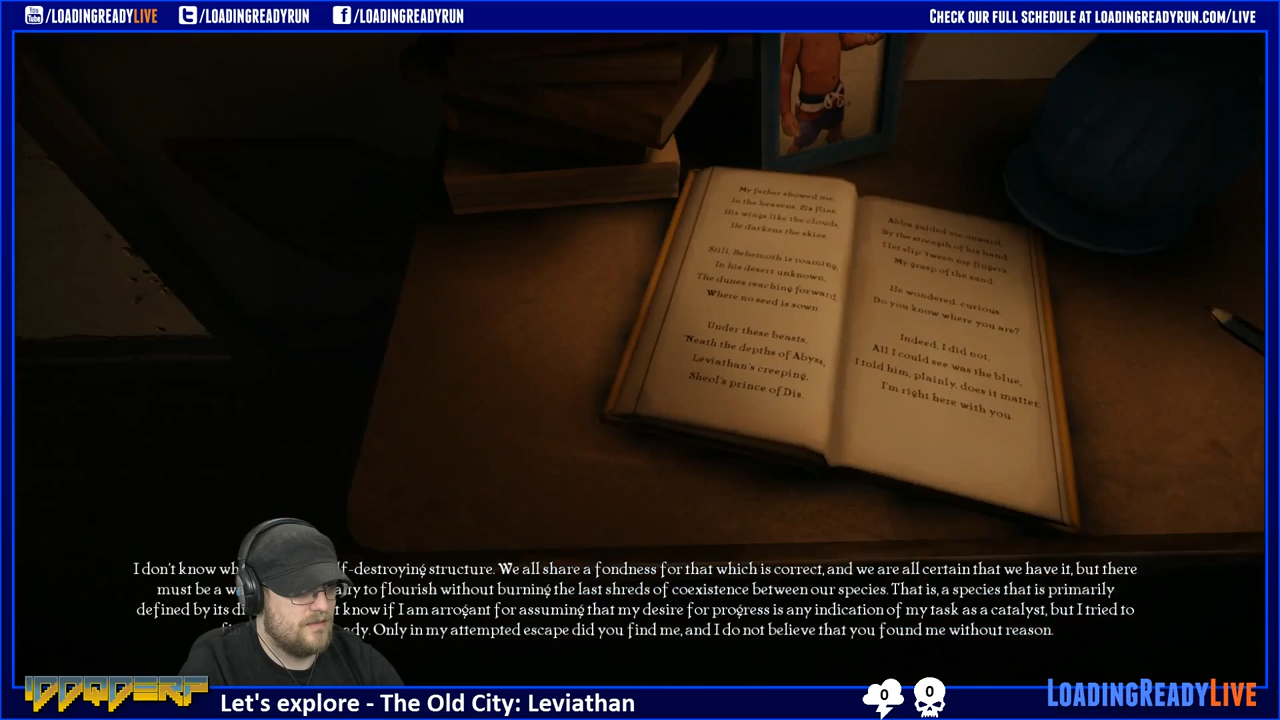 /LOADINGREADYLIVE /LOADINGREADYRUN /LOADINGREADYRUN CHECK OUR FULL SCHEDULE AT LOADINGREADYRUN.COM/LIVE
My father showed me,
In the heavens, Ziz flies,
His wings like the clouds,
He darkens the skies.
Still, Behemoth is roaming,
In his desert unknown,
The dunes reaching forward,
Where no seed is sown.
Under these beasts,
'Neath the depths of Abyss,
Leviathan's creeping,
Sheol's prince of Dis.
Abba guided me onward,
By the strength of his hand,
I let slip 'tween my fingers,
My grasp of the sand.
He wondered, curious.
Do you know where you are?
Indeed, I did not,
All I could see was the blue,
I told him, plainly, does it matter,
I'm right here with you.
I don't know f-destroying structure. We all share a fondness for that which is correct, and we are all certain that we have it, but there
must be a to flourish without burning the last shreds of coexistence between our species. That is, a species that is primarily
defined by its know if I am arrogant for assuming that my desire for progress is any indication of my task as a catalyst, but I tried to
Only in my attempted escape did you find me, and I do not believe that you found me without reason.
IDDQDERP Let's explore - The Old City: Leviathan 0 0 LOADINGREADYLIVE